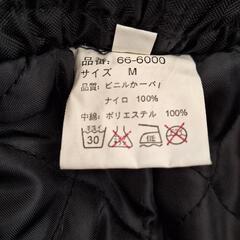 品番: 66-6000
サイズ M
品質: ビニルかーバ/
ナイロ 100%
中綿: ポリエステル 100%
30